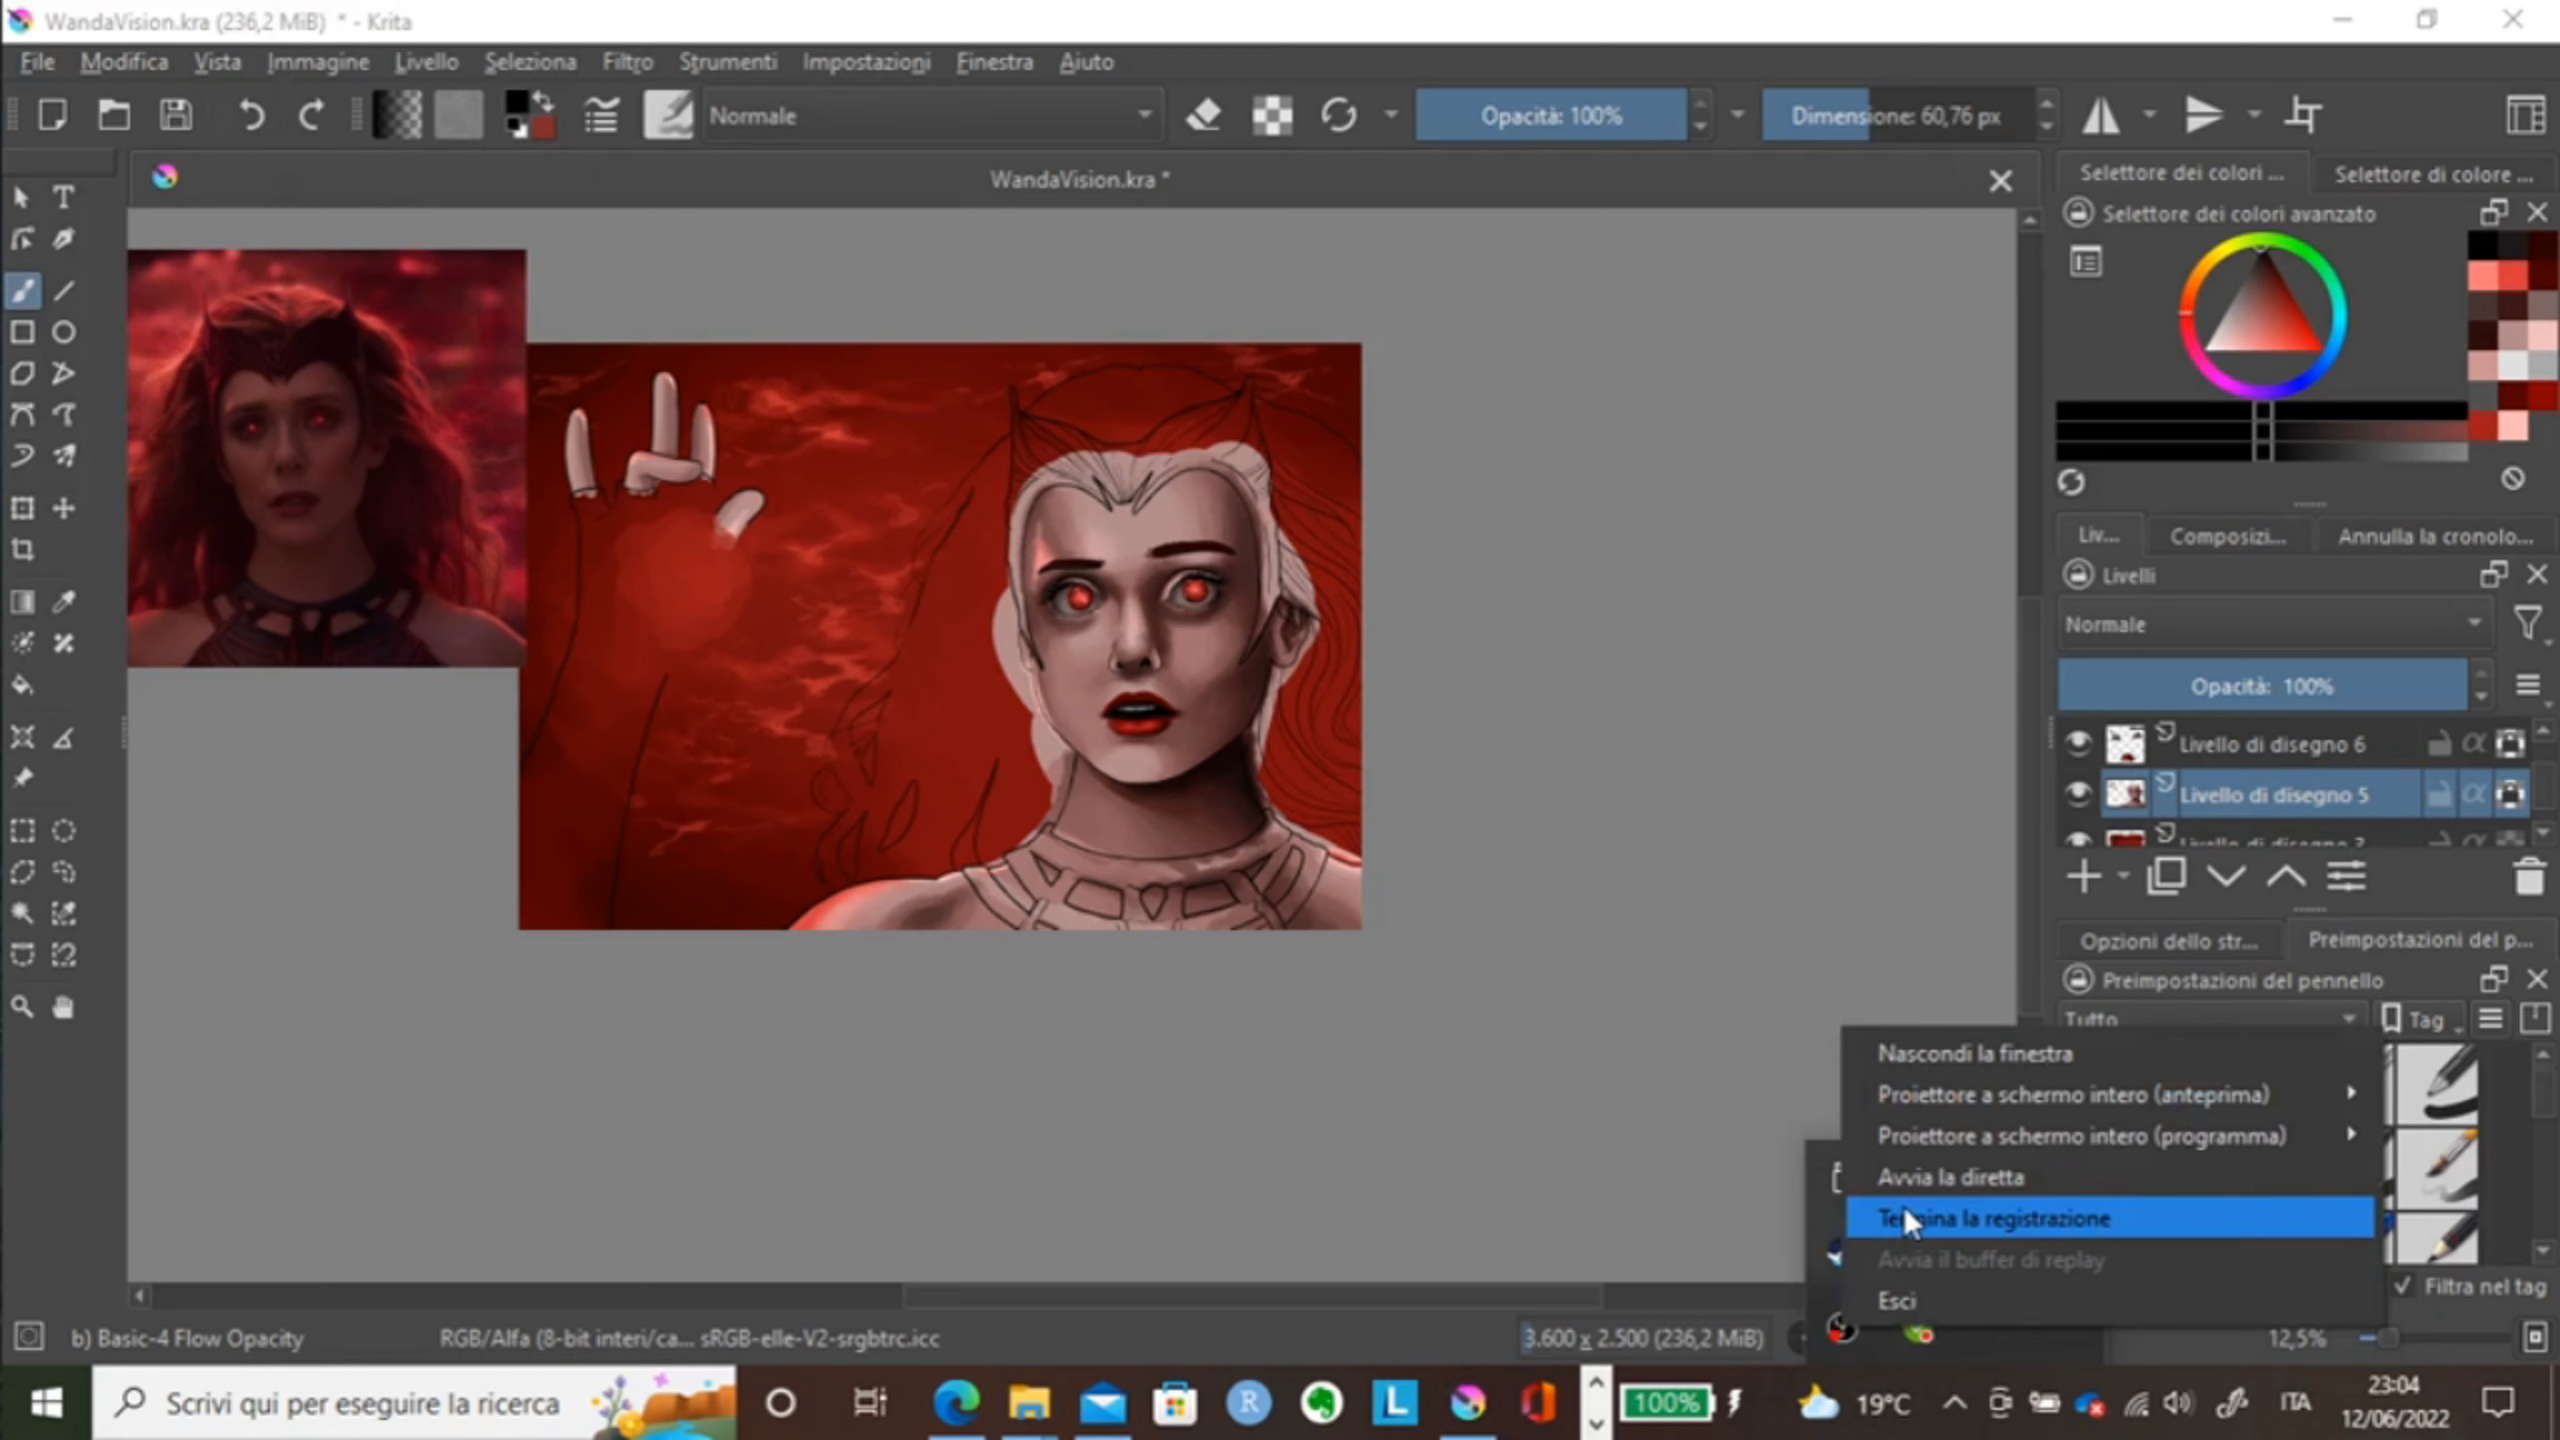 WandaVision.kra (236,2 MiB) * - Krita
File Modifica Vista Immagine Livello Seleziona Filtro Strumenti Impostazioni Finestra Aiuto
Normale
Opacità: 100%
Dimensione: 60,76 px
WandaVision.kra *
Selettore dei colori ...
Selettore di colore ...
Selettore dei colori avanzato
Liv...
Composizi...
Annulla la cronolo...
Livelli
Normale
Opacità: 100%
Livello di disegno 6
Livello di disegno 5
Opzioni dello str...
Preimpostazioni del p...
Preimpostazioni del pennello
Tutto
Tag
Nascondi la finestra
Proiettore a schermo intero (anteprima)
Proiettore a schermo intero (programma)
Avvia la diretta
Termina la registrazione
Avvia il buffer di replay
Esci
Filtra nel tag
b) Basic-4 Flow Opacity
RGB/Alfa (8-bit interi/ca... sRGB-elle-V2-srgbtrc.icc
3.600 x 2.500 (236,2 MiB)
12,5%
Scrivi qui per eseguire la ricerca
R
L
100%
19°C
ITA
23:04
12/06/2022